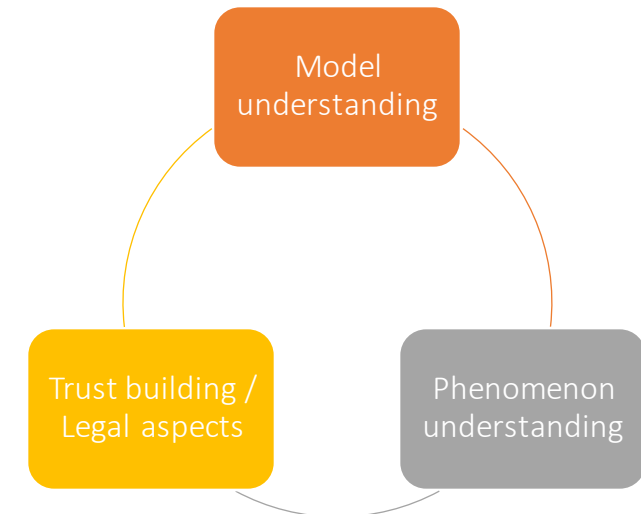 Model
understanding
Trust building /
Legal aspects
Phenomenon
understanding